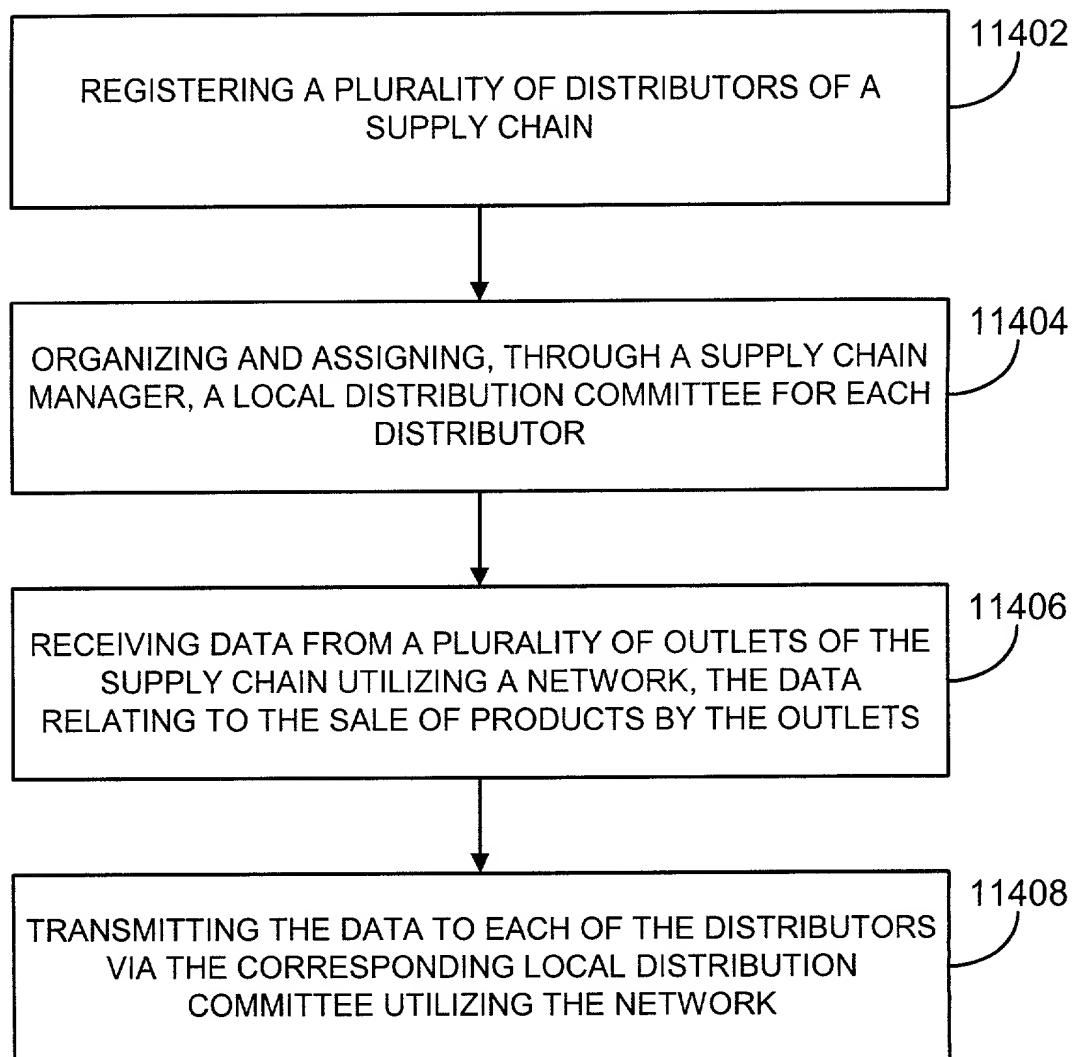 11402
REGISTERING A PLURALITY OF DISTRIBUTORS OF A
SUPPLY CHAIN
11404
ORGANIZING AND ASSIGNING, THROUGH A SUPPLY CHAIN
MANAGER, A LOCAL DISTRIBUTION COMMITTEE FOR EACH
DISTRIBUTOR
11406
RECEIVING DATA FROM A PLURALITY OF OUTLETS OF THE
SUPPLY CHAIN UTILIZING A NETWORK, THE DATA
RELATING TO THE SALE OF PRODUCTS BY THE OUTLETS
11408
TRANSMITTING THE DATA TO EACH OF THE DISTRIBUTORS
VIA THE CORRESPONDING LOCAL DISTRIBUTION
COMMITTEE UTILIZING THE NETWORK